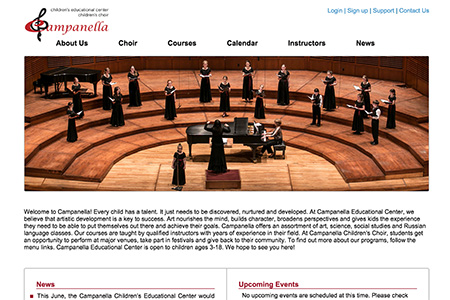 children's educational center
children's choir
Campanella
Login | Sign up | Support | Contact Us
About Us Choir Courses Calendar Instructors News
Welcome to Campanella! Every child has a talent. It just needs to be discovered, nurtured and developed. At Campanella Educational Center, we
believe that artistic development is a key to success. Art nourishes the mind, builds character, broadens perspectives and gives kids the experience
they need to be able to put themselves out there and achieve their goals. Campanella offers an assortment of art, science, social studies and Russian
language classes. Our courses are taught by qualified instructors with years of experience in their field. At Campanella Children's Choir, students get
an opportunity to perform at major venues, take part in festivals and give back to their community. To find out more about our programs, follow the
menu links. Campanella Educational Center is open to children ages 3-18. We hope to see you here!
News
This June, the Campanella Children's Educational Center would
Upcoming Events
No upcoming events are scheduled at this time. Please check